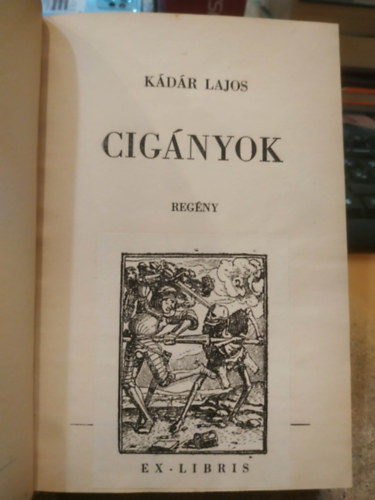 KÁDÁR LAJOS
CIGÁNYOK
REGÉNY
EX-LIBRIS